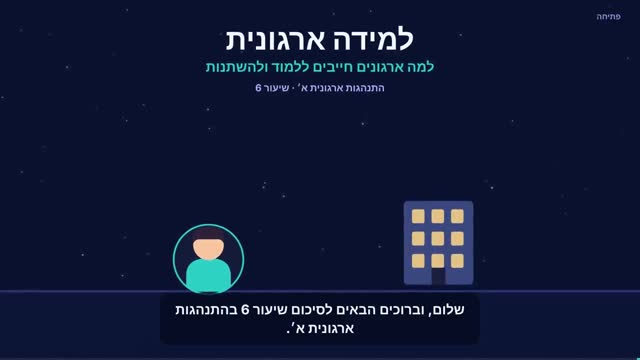 פתיחה
למידה ארגונית
למה ארגונים חייבים ללמוד ולהשתנות
התנהגות ארגונית א׳ · שיעור 6
שלום, וברוכים הבאים לסיכום שיעור 6 בהתנהגות
ארגונית א׳.